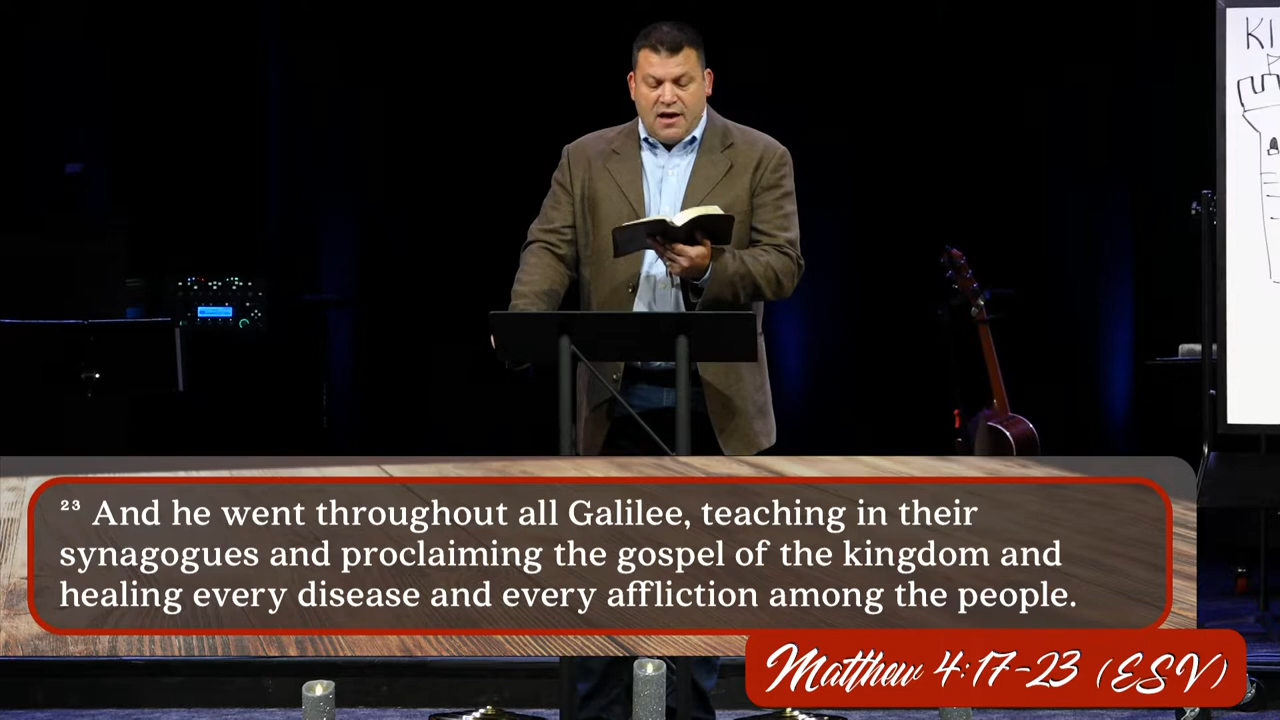 KI
²³ And he went throughout all Galilee, teaching in their
synagogues and proclaiming the gospel of the kingdom and
healing every disease and every affliction among the people.
Matthew 4:17-23 (ESV)